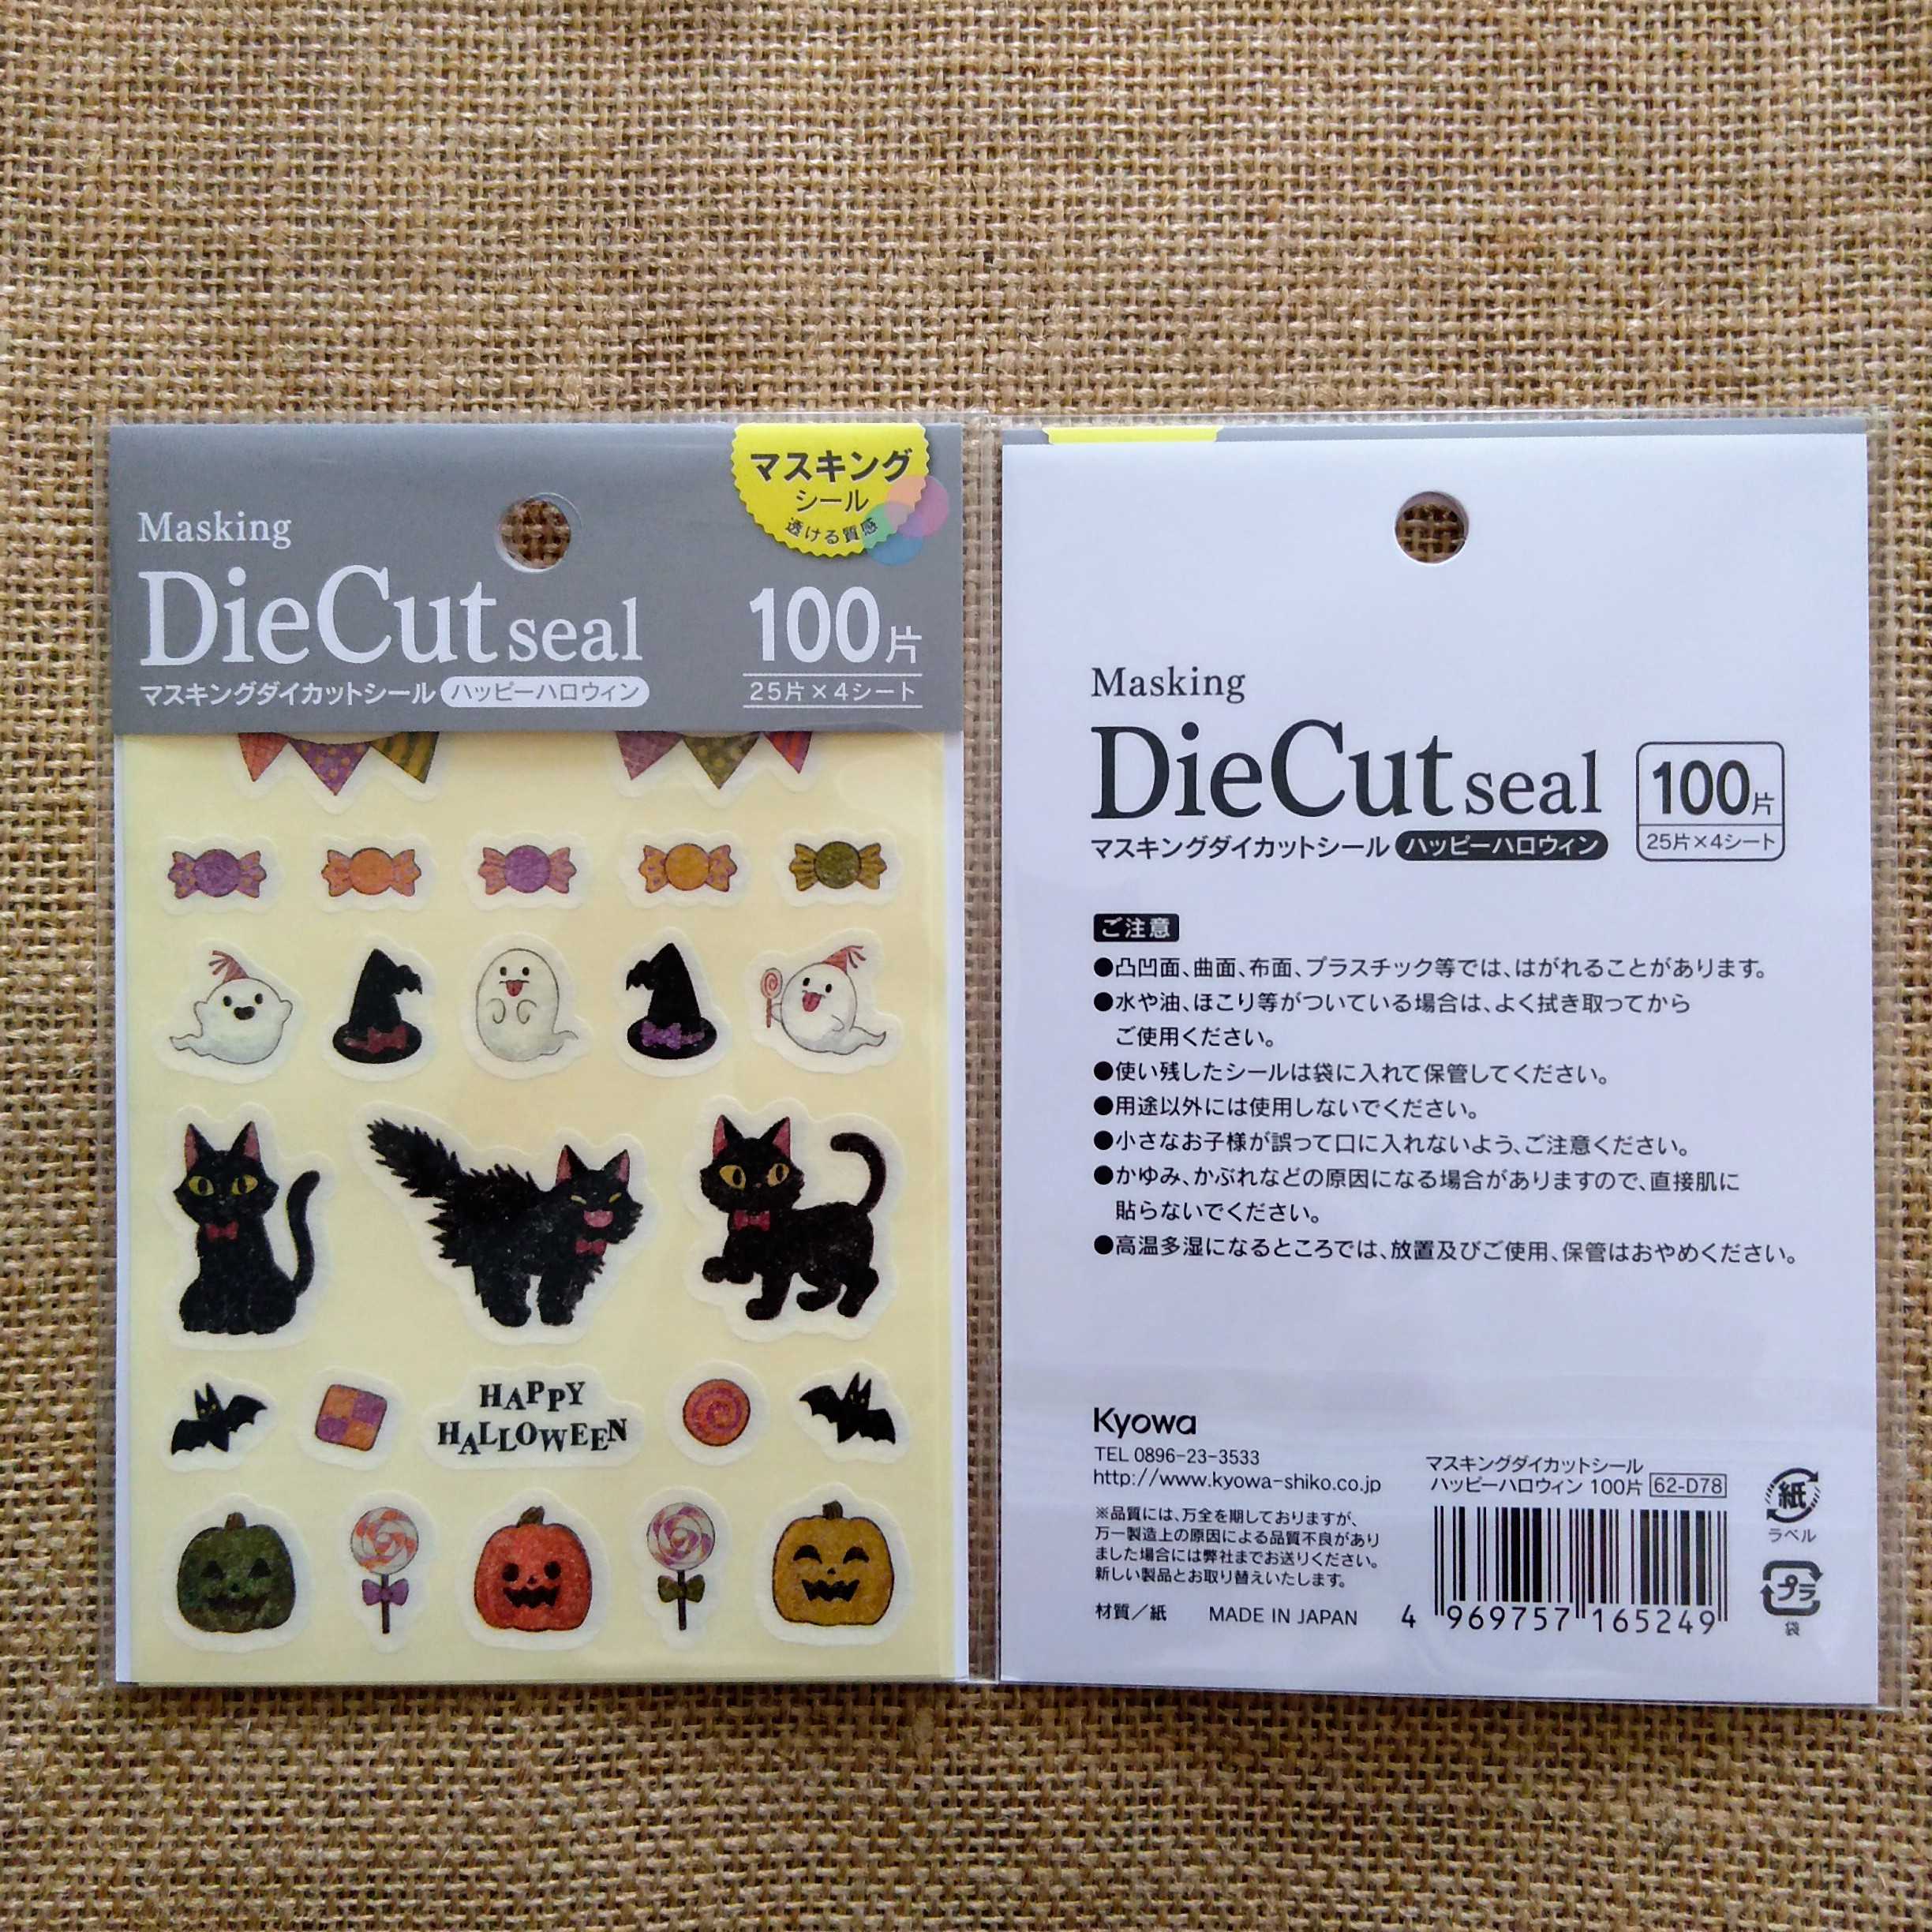 マスキング
シール
透ける質感
Masking
DieCut seal
100片
マスキングダイカットシール ハッピーハロウィン
25片×4シート
HAPPY
HALLOWEEN
Masking
DieCut seal
100片
マスキングダイカットシール ハッピーハロウィン
25片×4シート
ご注意
●凸凹面、曲面、布面、プラスチック等では、はがれることがあります。
●水や油、ほこり等がついている場合は、よく拭き取ってから
ご使用ください。
●使い残したシールは袋に入れて保管してください。
●用途以外には使用しないでください。
●小さなお子様が誤って口に入れないよう、ご注意ください。
●かゆみ、かぶれなどの原因になる場合がありますので、直接肌に
貼らないでください。
●高温多湿になるところでは、放置及びご使用、保管はおやめください。
Kyowa
TEL 0896-23-3533
http://www.kyowa-shiko.co.jp
※品質には、万全を期しておりますが、
万一製造上の原因による品質不良があり
ました場合には弊社までお送りください。
新しい製品とお取り替えいたします。
材質／紙 MADE IN JAPAN
マスキングダイカットシール
ハッピーハロウィン 100片 62-D78
4 969757 165249
紙
ラベル
プラ
袋